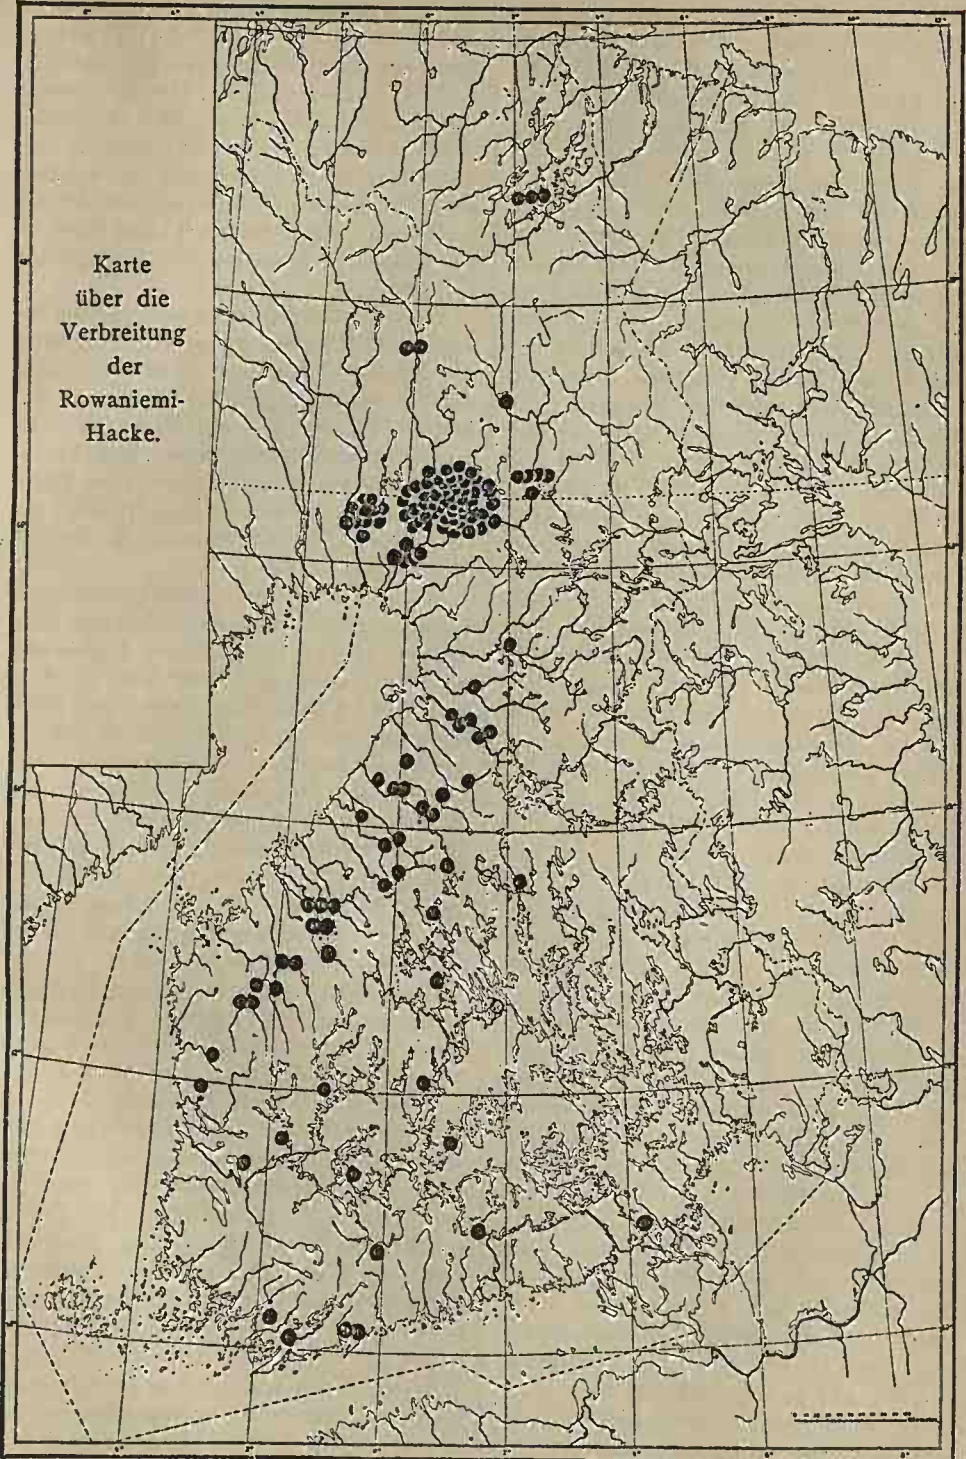 Karte
über die
Verbreitung
der
Rowaniemi-
Hacke.